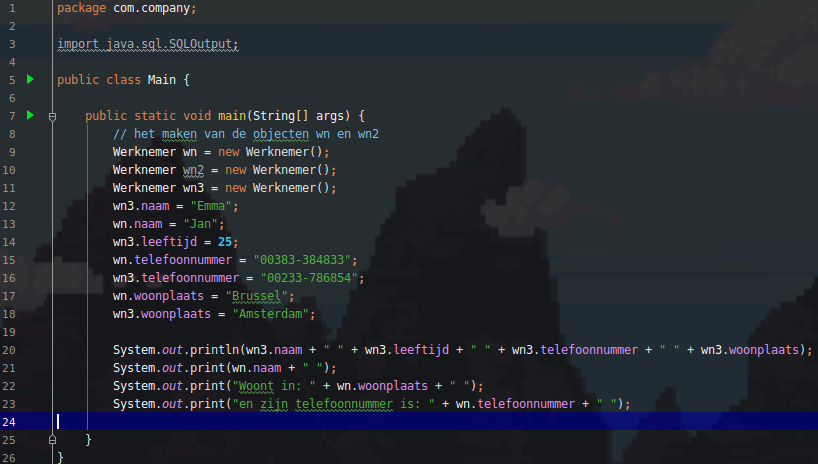 1 package com.company;
2
3 import java.sql.SQLOutput;
4
5 public class Main {
6
7 public static void main(String[] args) {
8 // het maken van de objecten wn en wn2
9 Werknemer wn = new Werknemer();
10 Werknemer wn2 = new Werknemer();
11 Werknemer wn3 = new Werknemer();
12 wn3.naam = "Emma";
13 wn.naam = "Jan";
14 wn3.leeftijd = 25;
15 wn.telefoonnummer = "00383-384833";
16 wn3.telefoonnummer = "00233-786854";
17 wn.woonplaats = "Brussel";
18 wn3.woonplaats = "Amsterdam";
19
20 System.out.println(wn3.naam + " " + wn3.leeftijd + " " + wn3.telefoonnummer + " " + wn3.woonplaats);
21 System.out.print(wn.naam + " ");
22 System.out.print("Woont in: " + wn.woonplaats + " ");
23 System.out.print("en zijn telefoonnummer is: " + wn.telefoonnummer + " ");
24
25 }
26 }